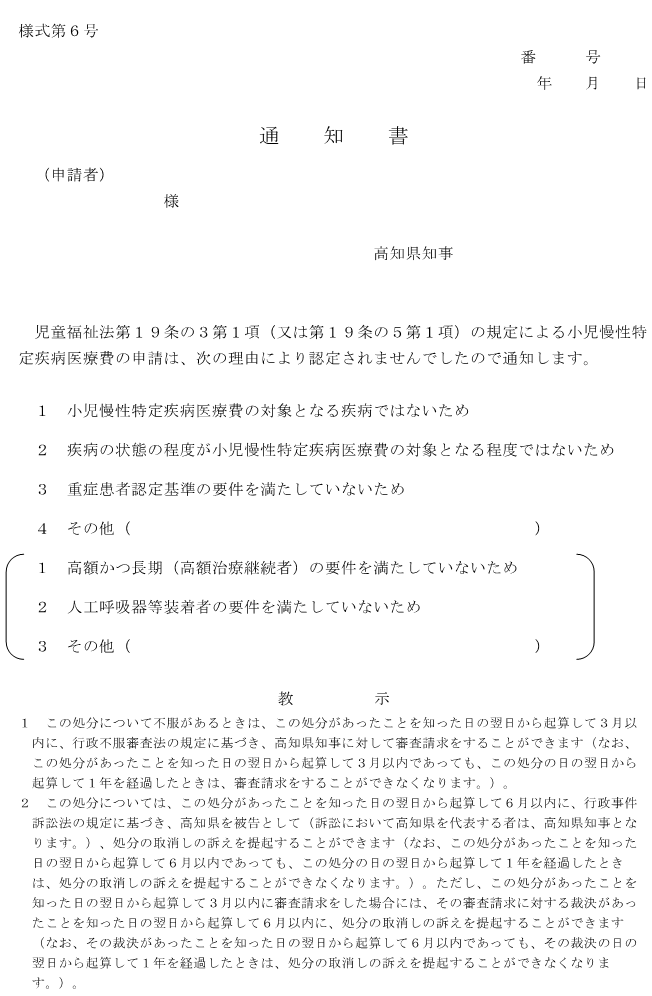 様式第６号
番　　　号
年　　月　　日
通　　知　　書
（申請者）
様
高知県知事
児童福祉法第１９条の３第１項（又は第１９条の５第１項）の規定による小児慢性特
定疾病医療費の申請は、次の理由により認定されませんでしたので通知します。
１　小児慢性特定疾病医療費の対象となる疾病ではないため
２　疾病の状態の程度が小児慢性特定疾病医療費の対象となる程度ではないため
３　重症患者認定基準の要件を満たしていないため
４　その他（　　　　　　　　　　　　　　　　　　　　　　　　　）
１　高額かつ長期（高額治療継続者）の要件を満たしていないため
２　人工呼吸器等装着者の要件を満たしていないため
３　その他（　　　　　　　　　　　　　　　　　　　　　　　　　）
教　　　　　示
１　この処分について不服があるときは、この処分があったことを知った日の翌日から起算して３月以
内に、行政不服審査法の規定に基づき、高知県知事に対して審査請求をすることができます（なお、
この処分があったことを知った日の翌日から起算して３月以内であっても、この処分の日の翌日から
起算して１年を経過したときは、審査請求をすることができなくなります。）。
２　この処分については、この処分があったことを知った日の翌日から起算して６月以内に、行政事件
訴訟法の規定に基づき、高知県を被告として（訴訟において高知県を代表する者は、高知県知事とな
ります。）、処分の取消しの訴えを提起することができます（なお、この処分があったことを知った
日の翌日から起算して６月以内であっても、この処分の日の翌日から起算して１年を経過したとき
は、処分の取消しの訴えを提起することができなくなります。）。ただし、この処分があったことを
知った日の翌日から起算して３月以内に審査請求をした場合には、その審査請求に対する裁決があっ
たことを知った日の翌日から起算して６月以内に、処分の取消しの訴えを提起することができます
（なお、その裁決があったことを知った日の翌日から起算して６月以内であっても、その裁決の日の
翌日から起算して１年を経過したときは、処分の取消しの訴えを提起することができなくなりま
す。）。